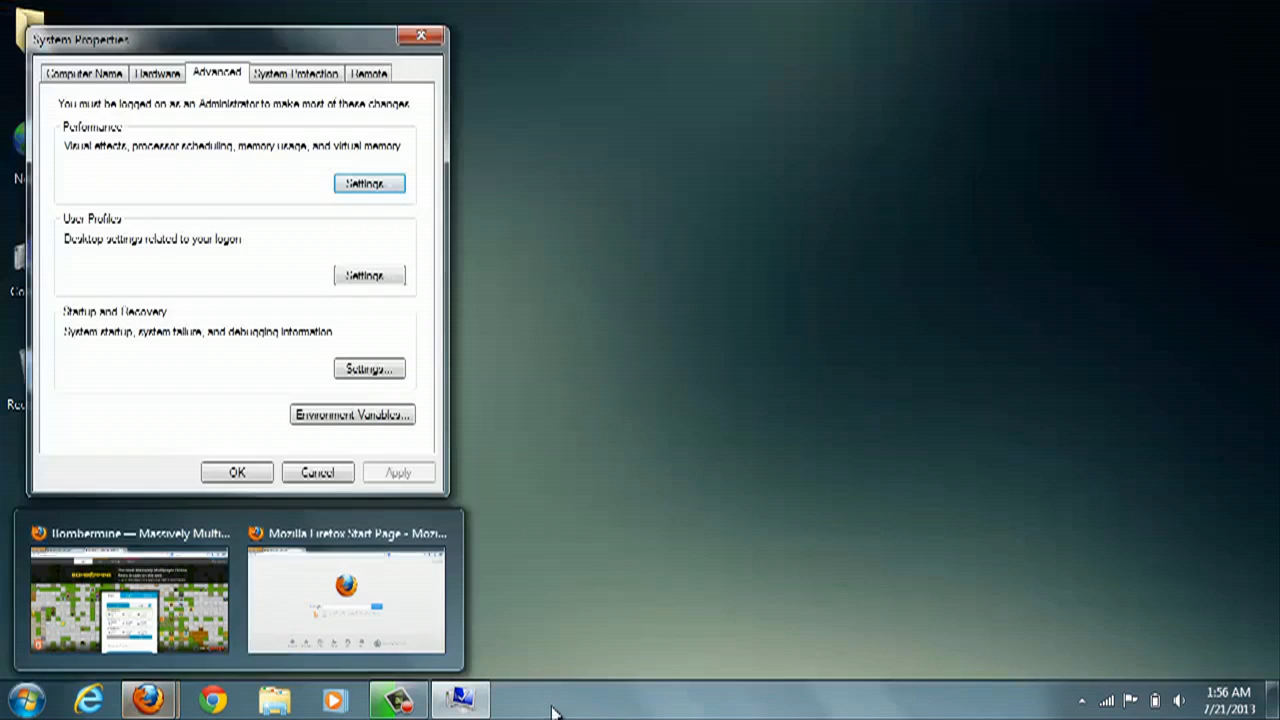 System Properties
Computer Name
Hardware
Advanced
System Protection
Remote
You must be logged on as an Administrator to make most of these changes
Performance
Visual effects, processor scheduling, memory usage, and virtual memory
Settings...
User Profiles
Desktop settings related to your logon
Settings...
Startup and Recovery
System startup, system failure, and debugging information
Settings...
Environment Variables...
OK
Cancel
Apply
Bombermine — Massively Multi...
Mozilla Firefox Start Page - Mozi...
1:56 AM
7/21/2013